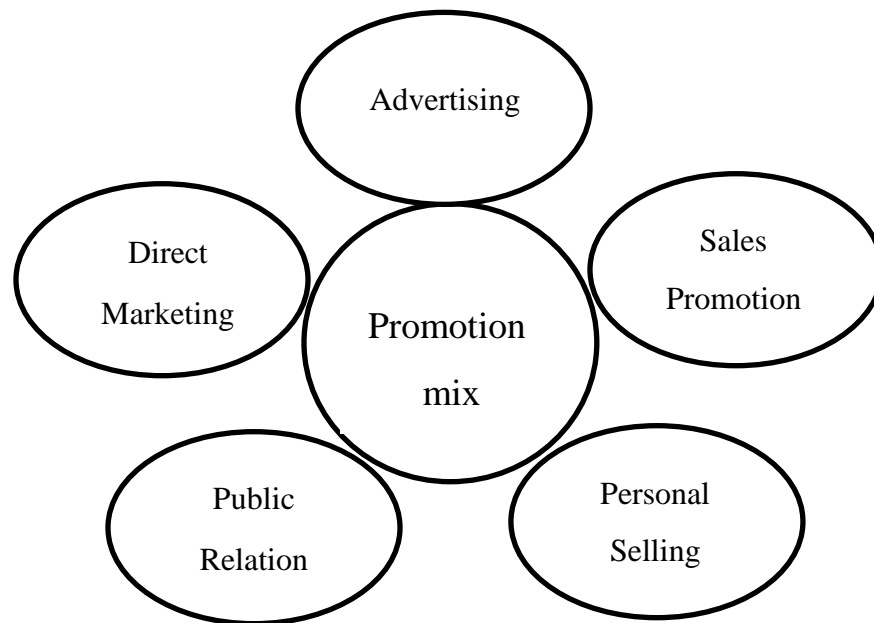 Advertising
Direct
Marketing
Sales
Promotion
Promotion
mix
Public
Relation
Personal
Selling